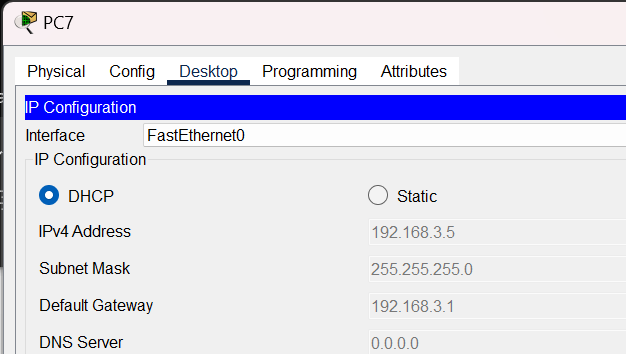 PC7
Physical Config Desktop Programming Attributes
IP Configuration
Interface FastEthernet0
IP Configuration
DHCP Static
IPv4 Address 192.168.3.5
Subnet Mask 255.255.255.0
Default Gateway 192.168.3.1
DNS Server 0.0.0.0